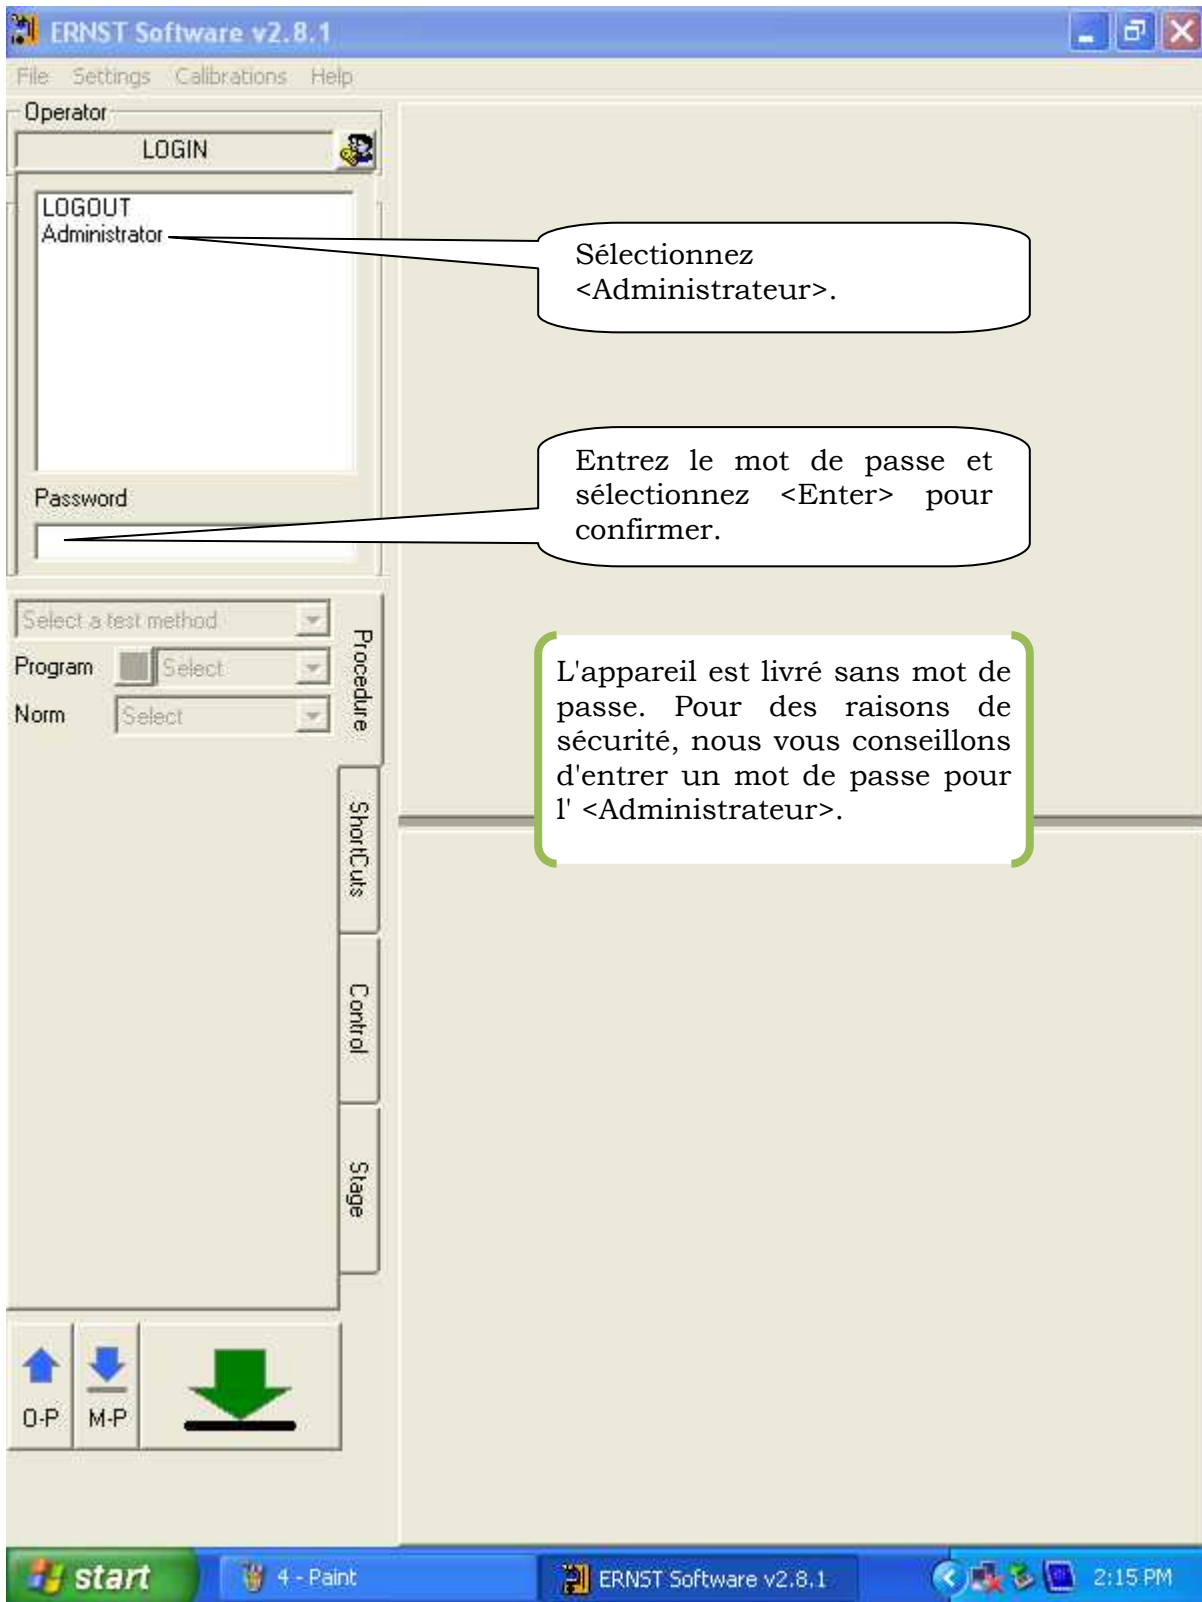 ERNST Software v2.8.1
File Settings Calibrations Help
Operator
LOGIN
LOGOUT
Administrator
Sélectionnez
<Administrateur>.
Password
Entrez le mot de passe et
sélectionnez <Enter> pour
confirmer.
Select a test method
Program Select
Norm Select
Procedure
ShortCuts
Control
Stage
L'appareil est livré sans mot de
passe. Pour des raisons de
sécurité, nous vous conseillons
d'entrer un mot de passe pour
l' <Administrateur>.
O-P M-P
start 4 - Paint ERNST Software v2.8.1 2:15 PM